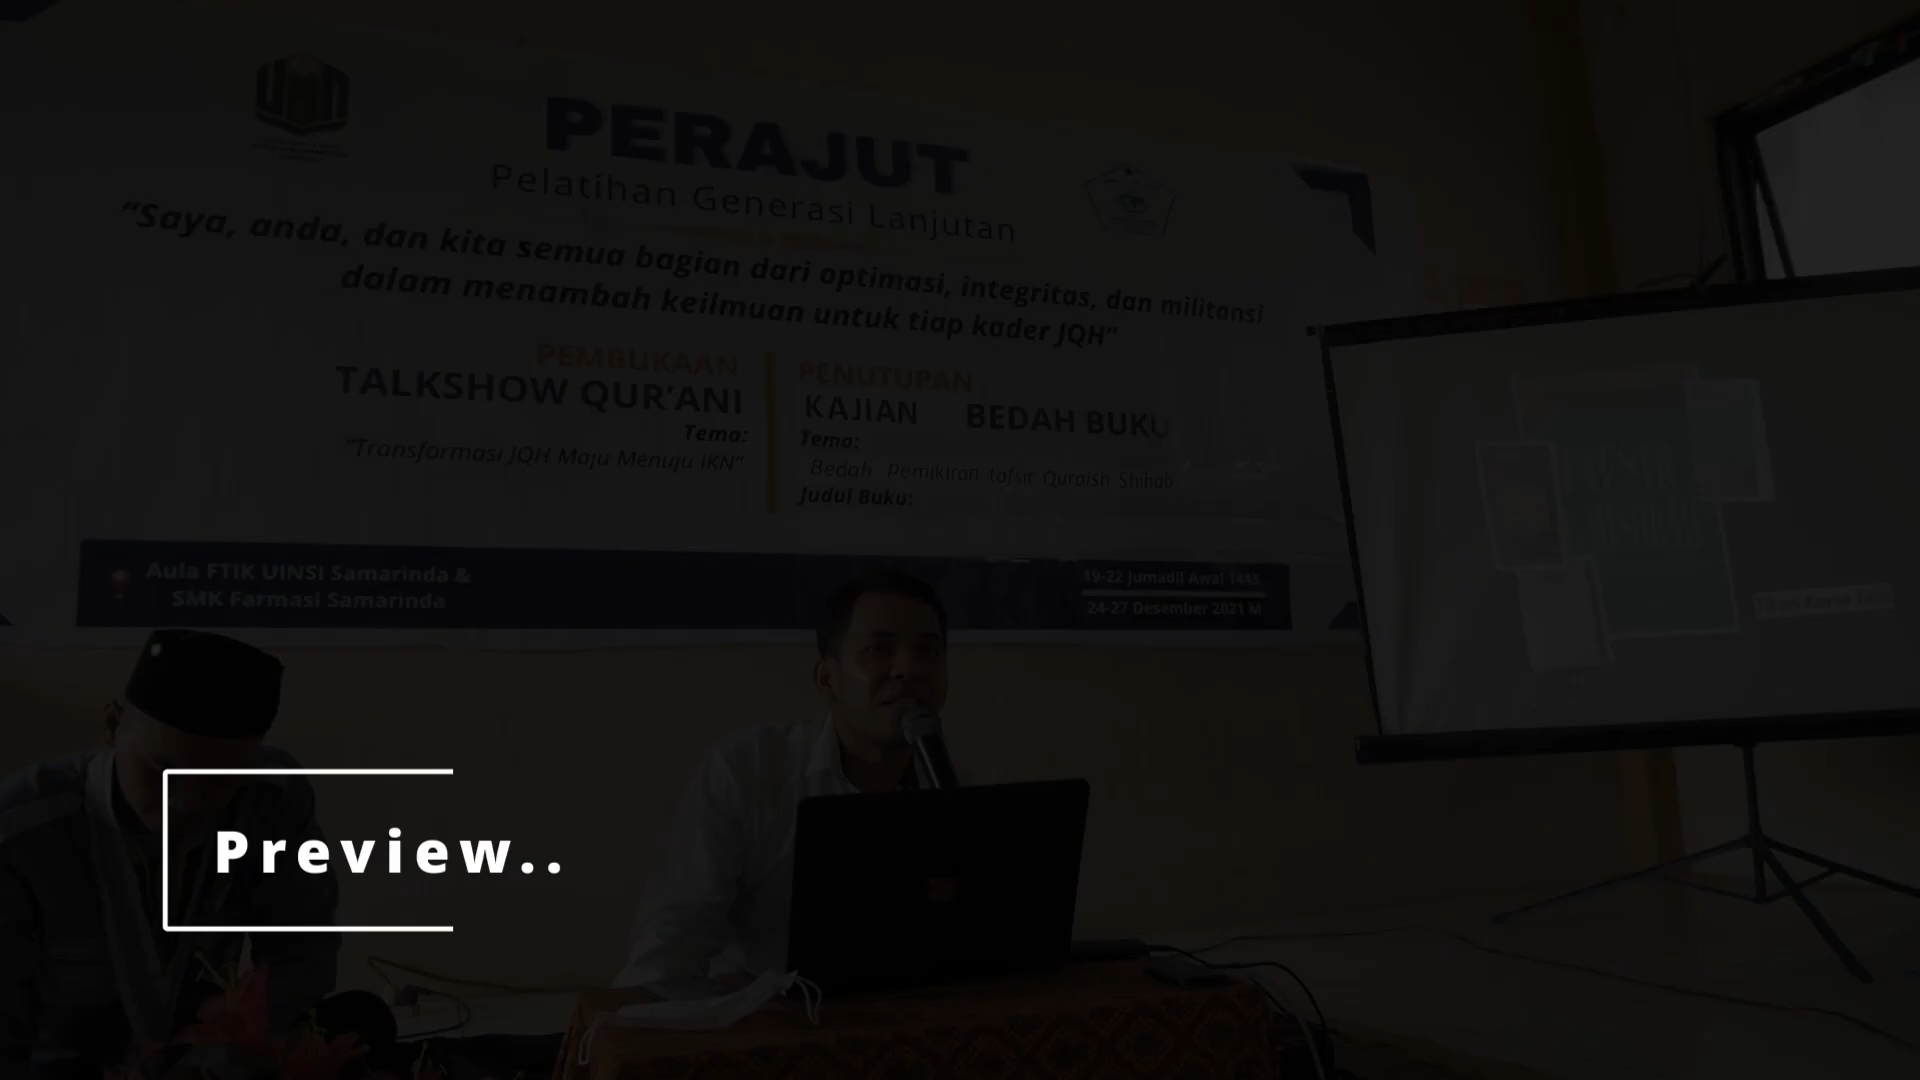 PERAJUT
Pelatihan Generasi Lanjutan
"Saya, anda, dan kita semua bagian dari optimasi, integritas, dan militansi
dalam menambah keilmuan untuk tiap kader JQH"
PEMBUKAAN
TALKSHOW QUR'ANI
Tema:
"Transformasi JQH Maju Menuju IKN"
PENUTUPAN
KAJIAN BEDAH BUKU
Tema:
Bedah Pemikiran tafsir Quraish Shihab
Judul Buku:
Aula FTIK UINSI Samarinda &
SMK Farmasi Samarinda
19-22 Jumadil Awal 1443
24-27 Desember 2021 M
Preview..